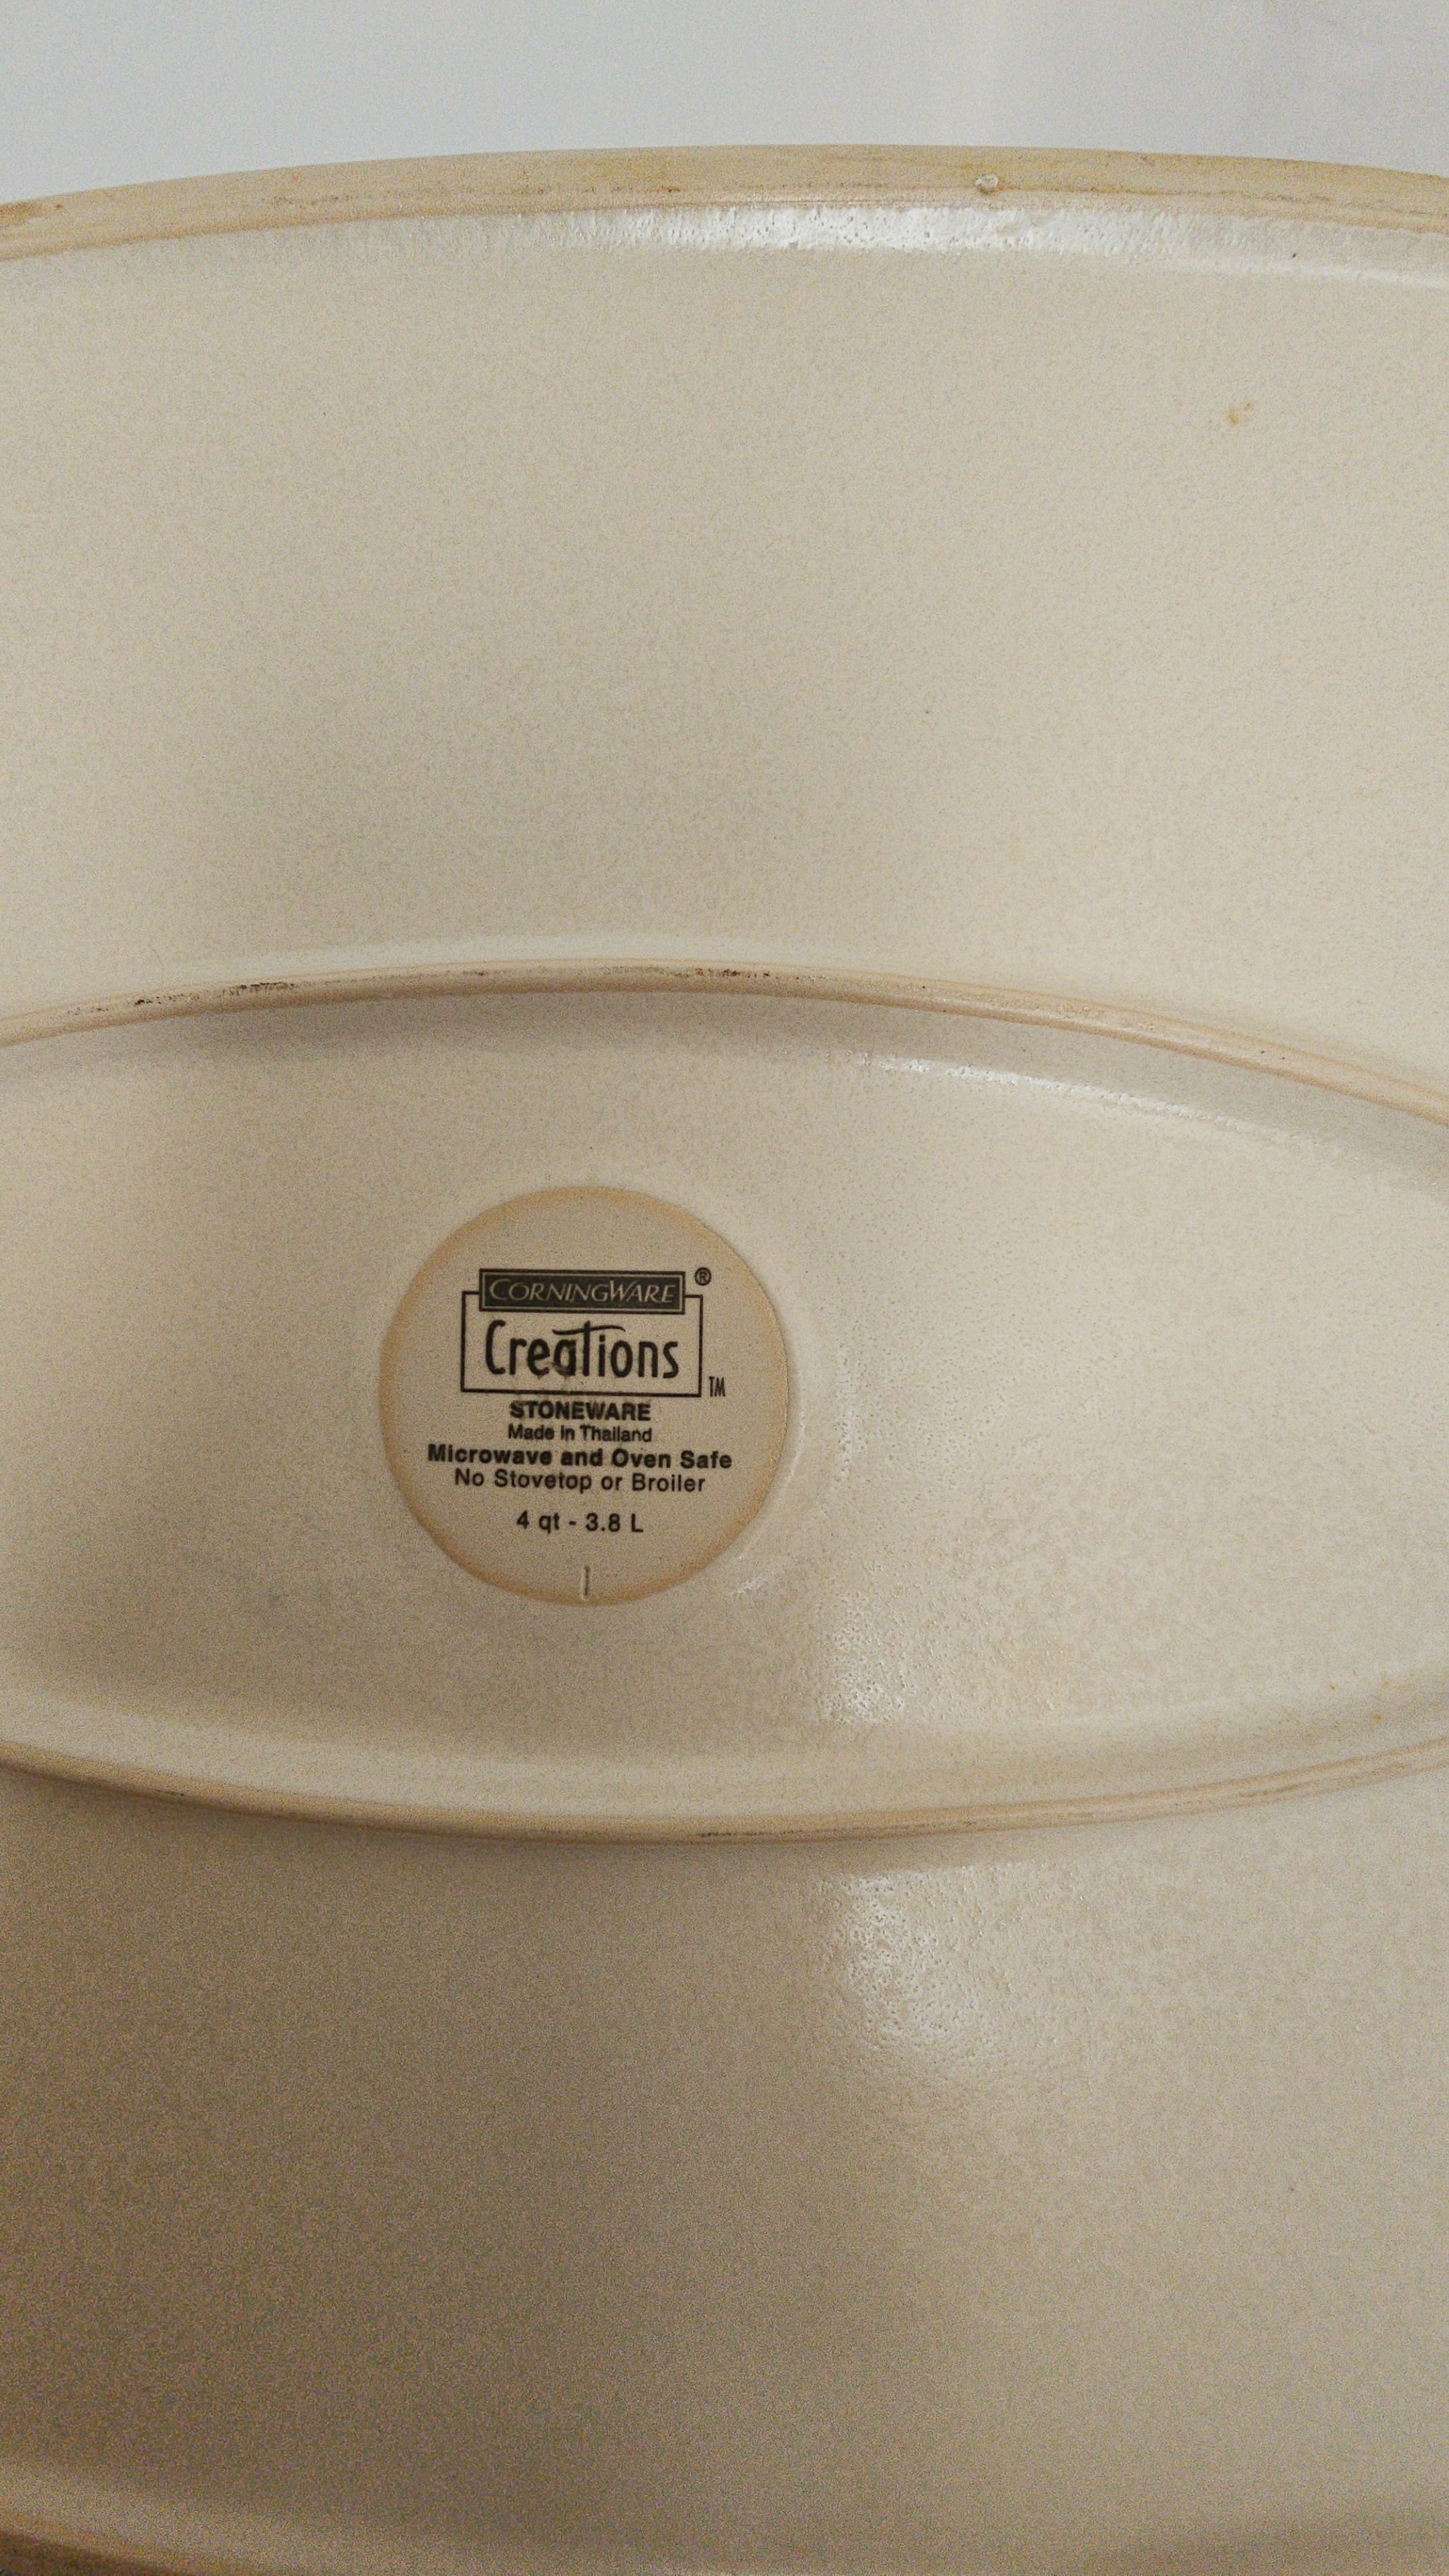 CORNINGWARE ®
Creations TM
STONEWARE
Made in Thailand
Microwave and Oven Safe
No Stovetop or Broiler
4 qt - 3.8 L